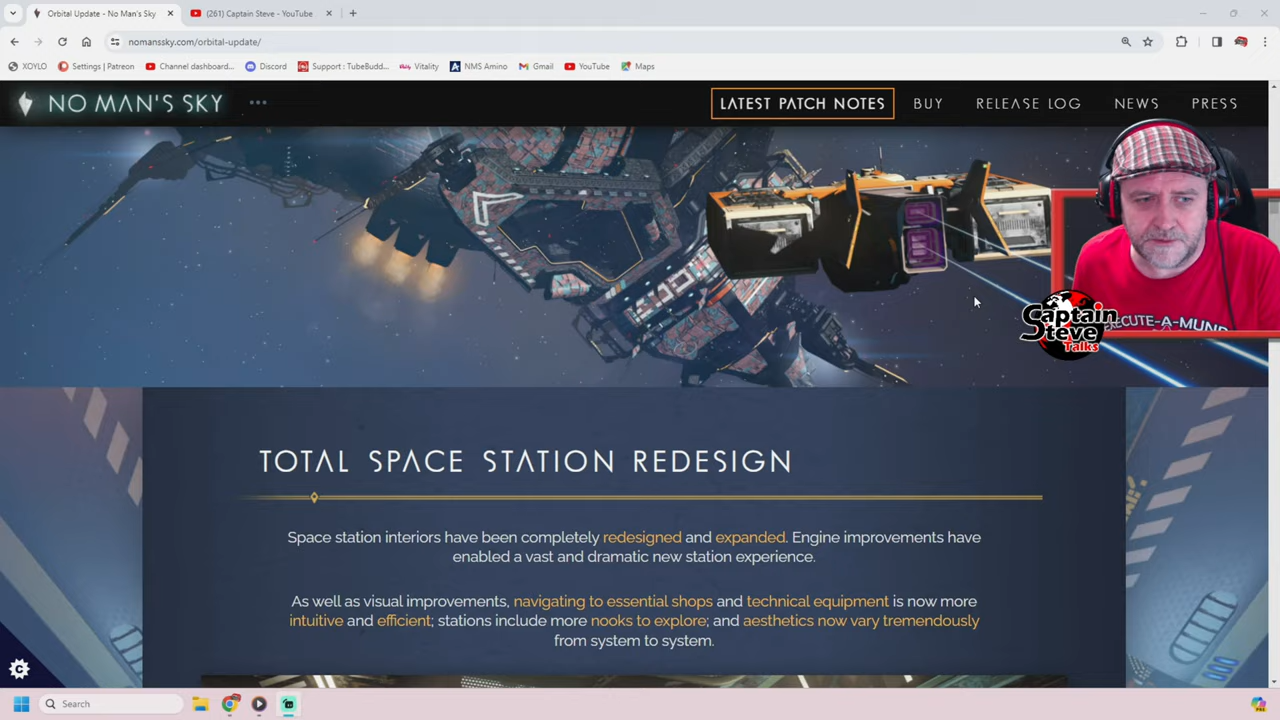 Orbital Update - No Man's Sky
(261) Captain Steve - YouTube
nomanssky.com/orbital-update/
XOYLO
Settings | Patreon
Channel dashboard...
Discord
Support : TubeBudd...
Vitality
NMS Amino
Gmail
YouTube
Maps
NO MAN'S SKY
LATEST PATCH NOTES
BUY
RELEASE LOG
NEWS
PRESS
Captain
Steve
Talks
EXECUTE-A-MUND
TOTAL SPACE STATION REDESIGN
Space station interiors have been completely redesigned and expanded. Engine improvements have
enabled a vast and dramatic new station experience.
As well as visual improvements, navigating to essential shops and technical equipment is now more
intuitive and efficient; stations include more nooks to explore; and aesthetics now vary tremendously
from system to system.
Search